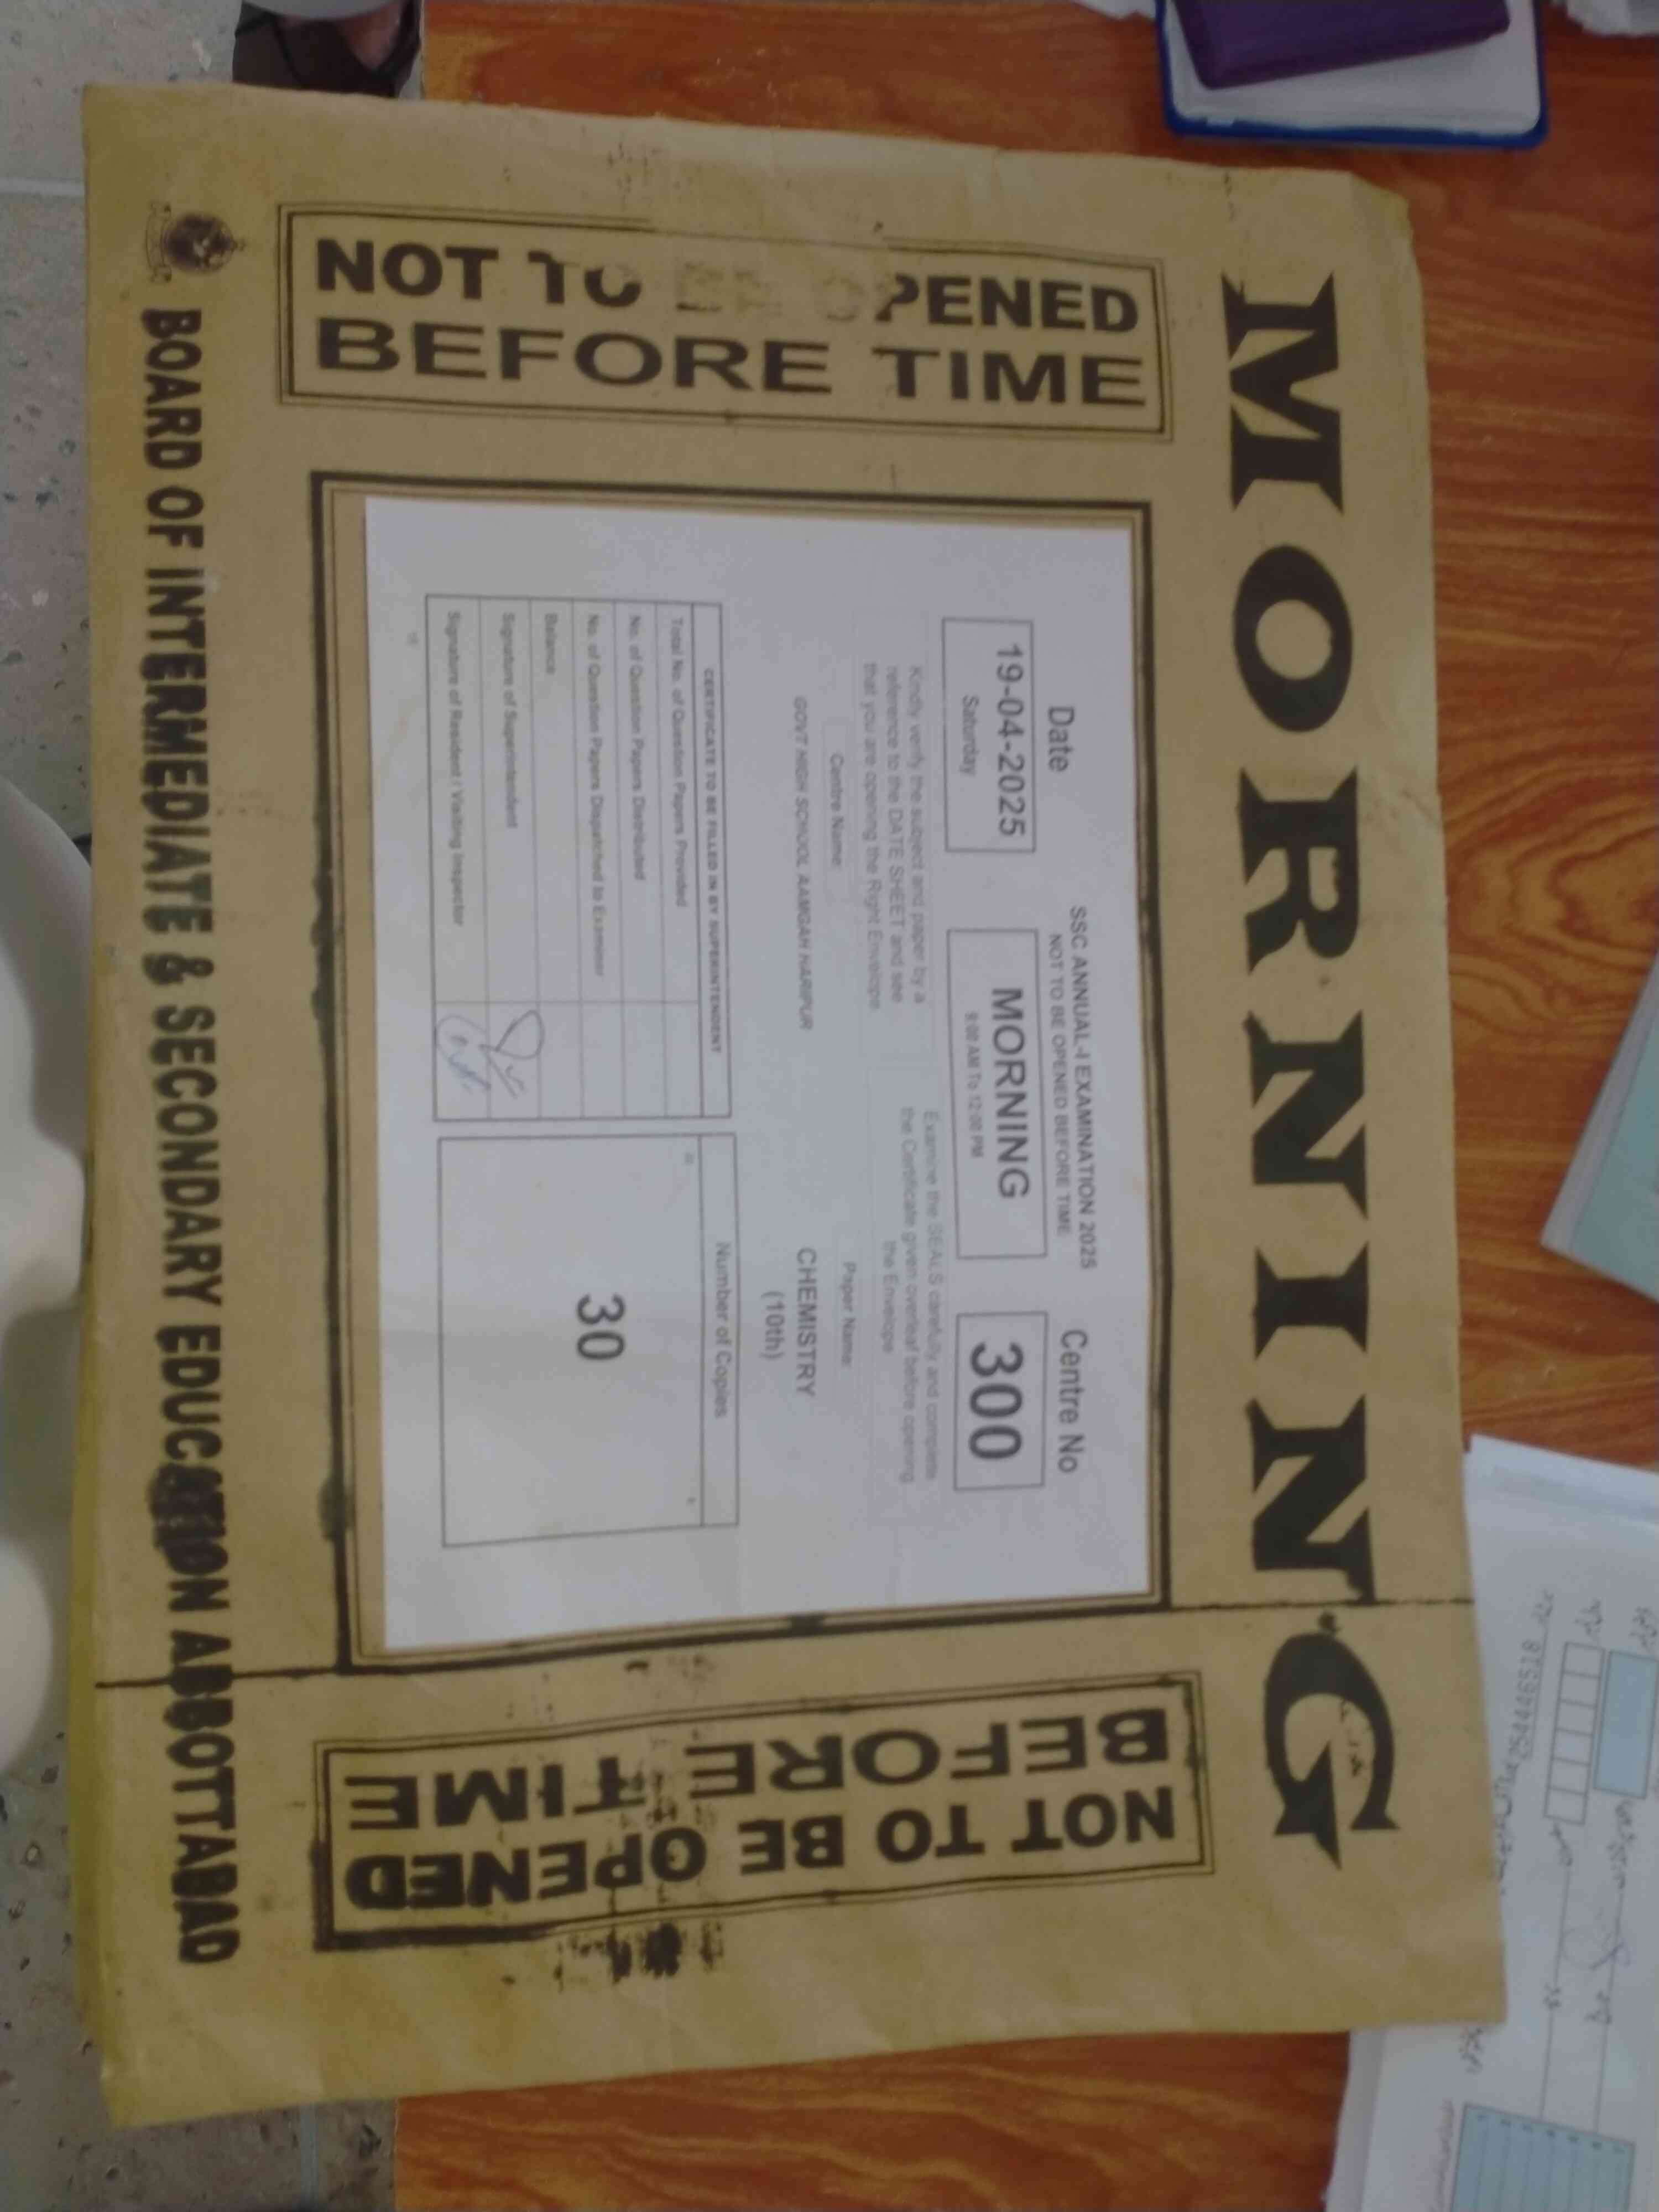 MORNING
NOT TO BE OPENED
BEFORE TIME
SSC ANNUAL-I EXAMINATION 2025
NOT TO BE OPENED BEFORE TIME
Date
19-04-2025
Saturday
MORNING
9:00 AM To 12:00 PM
Centre No
300
Kindly verify the subject and paper by a
reference to the DATE SHEET and see
that you are opening the Right Envelope
Examine the SEALS carefully and complete
the Certificate given overleaf before opening
the Envelope
Centre Name:
GOVT HIGH SCHOOL AAMGAH HARIPUR
Paper Name:
CHEMISTRY
(10th)
CERTIFICATE TO BE FILLED IN BY SUPERINTENDENT
Total No. of Question Papers Provided
No. of Question Papers Distributed
No. of Question Papers Dispatched to Examiner
Balance
Signature of Superintendent
Signature of Resident / Visiting Inspector
Number of Copies
30
NOT TO BE OPENED
BEFORE TIME
BOARD OF INTERMEDIATE & SECONDARY EDUCATION ABBOTTABAD